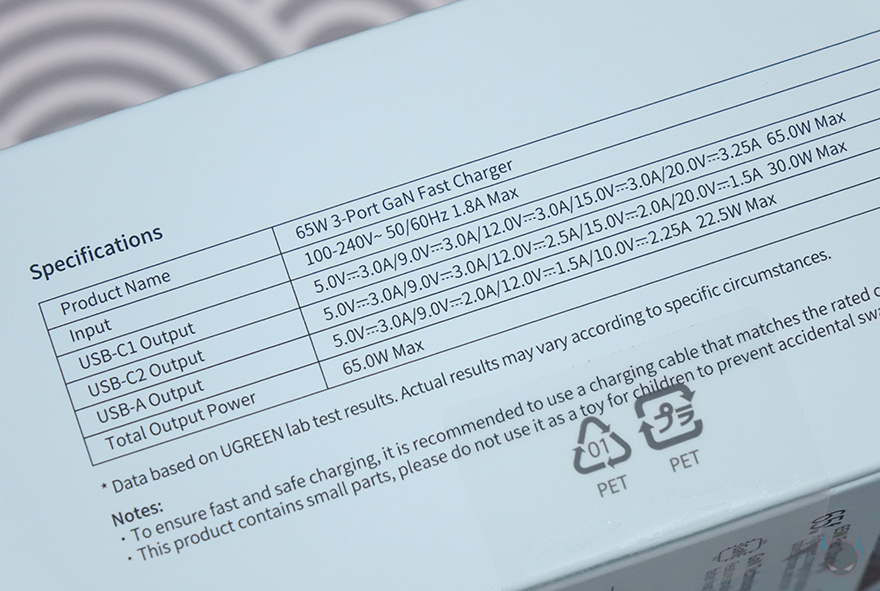 Specifications
Product Name 65W 3-Port GaN Fast Charger
Input 100-240V~ 50/60Hz 1.8A Max
USB-C1 Output 5.0V⎓3.0A/9.0V⎓3.0A/12.0V⎓3.0A/15.0V⎓3.0A/20.0V⎓3.25A 65.0W Max
USB-C2 Output 5.0V⎓3.0A/9.0V⎓3.0A/12.0V⎓2.5A/15.0V⎓2.0A/20.0V⎓1.5A 30.0W Max
USB-A Output 5.0V⎓3.0A/9.0V⎓2.0A/12.0V⎓1.5A/10.0V⎓2.25A 22.5W Max
Total Output Power 65.0W Max
* Data based on UGREEN lab test results. Actual results may vary according to specific circumstances.
Notes:
· To ensure fast and safe charging, it is recommended to use a charging cable that matches the rated
· This product contains small parts, please do not use it as a toy for children to prevent accidental
01 プラ
PET PET